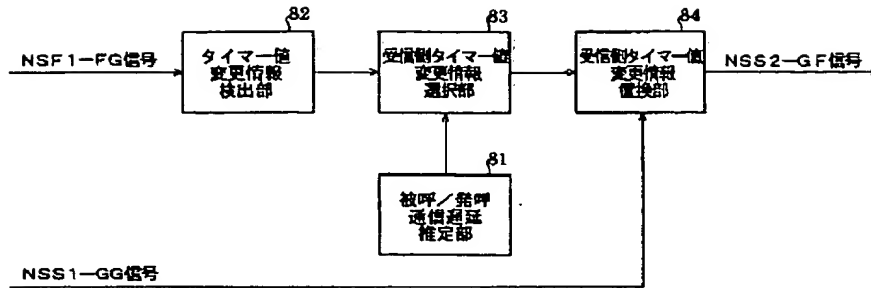 82
83
84
NSF1－FG信号
タイマー値
変更情報
検出部
受信側タイマー値
変更情報
選択部
受信側タイマー値
変更情報
置換部
NSS2－GF信号
81
被呼／発呼
通信遅延
推定部
NSS1－GG信号